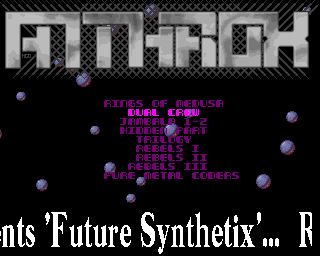 ANTHROX
RINGS OF MEDUSA
DUAL CREW
JAMBALA 1-2
HIDDEN PART
TRILOGY
REBELS I
REBELS II
REBELS III
PURE METAL CODERS
nts 'Future Synthetix'... R